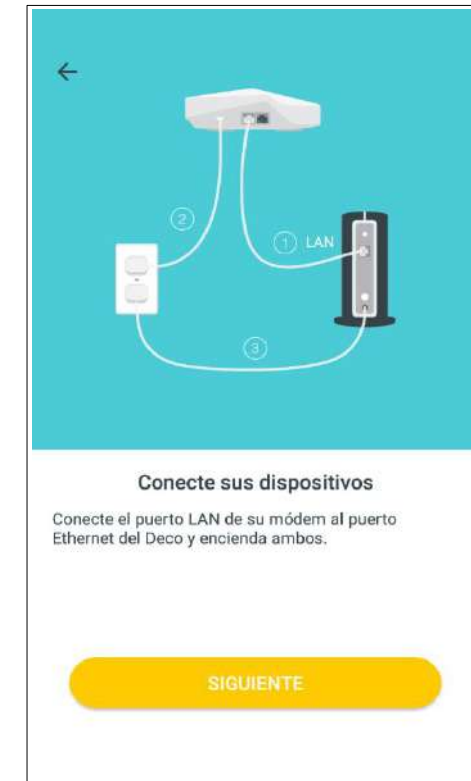 ②
① LAN
③
Conecte sus dispositivos
Conecte el puerto LAN de su módem al puerto
Ethernet del Deco y encienda ambos.
SIGUIENTE